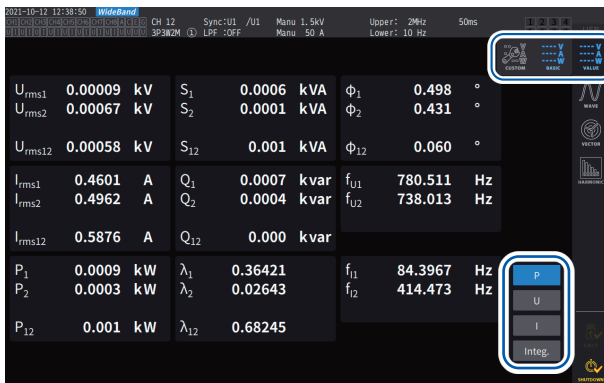 2021-10-12 12:38:50 WideBand
CH 12 Sync:U1 /U1 Manu 1.5kV Upper: 2MHz 50ms
3P3W2M ① LPF :OFF Manu 50 A Lower: 10 Hz
1 2 3 4
CUSTOM BASIC VALUE
Urms1 0.00009 kV S1 0.0006 kVA φ1 0.498 °
Urms2 0.00067 kV S2 0.0001 kVA φ2 0.431 °
Urms12 0.00058 kV S12 0.001 kVA φ12 0.060 °
WAVE
VECTOR
HARMONIC
Irms1 0.4601 A Q1 0.0007 kvar fU1 780.511 Hz
Irms2 0.4962 A Q2 0.0004 kvar fU2 738.013 Hz
Irms12 0.5876 A Q12 0.000 kvar
P1 0.0009 kW λ1 0.36421 fI1 84.3967 Hz
P2 0.0003 kW λ2 0.02643 fI2 414.473 Hz
P12 0.001 kW λ12 0.68245
P
U
I
Integ.
SHUTDOWN